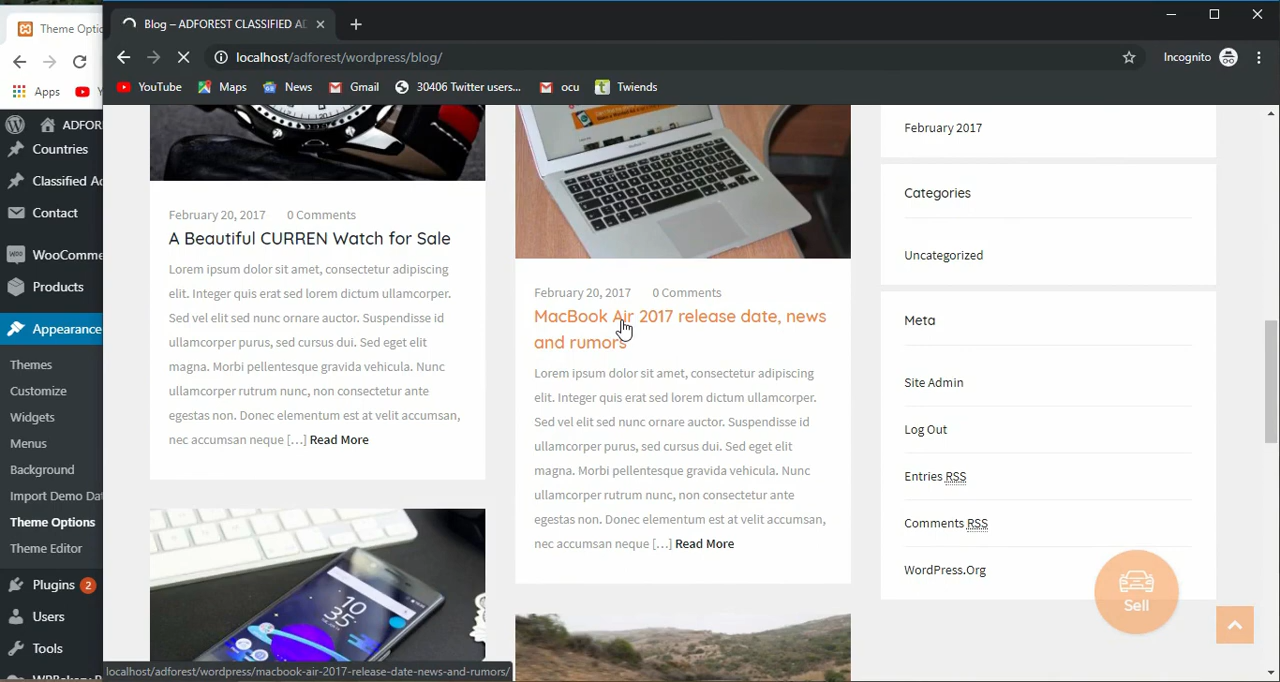 Theme Optio
Blog – ADFOREST CLASSIFIED AD
localhost/adforest/wordpress/blog/
Incognito
Apps
YouTube
Maps
News
Gmail
30406 Twitter users...
ocu
Twiends
ADFOR
Countries
Classified Ad
Contact
WooComme
Products
Appearance
Themes
Customize
Widgets
Menus
Background
Import Demo Dat
Theme Options
Theme Editor
Plugins 2
Users
Tools
February 20, 2017 0 Comments
A Beautiful CURREN Watch for Sale
Lorem ipsum dolor sit amet, consectetur adipiscing
elit. Integer quis erat sed lorem dictum ullamcorper.
Sed vel elit sed nunc ornare auctor. Suspendisse id
ullamcorper purus, sed cursus dui. Sed eget elit
magna. Morbi pellentesque gravida vehicula. Nunc
ullamcorper rutrum nunc, non consectetur ante
egestas non. Donec elementum est at velit accumsan,
nec accumsan neque […] Read More
10
35
February 20, 2017 0 Comments
MacBook Air 2017 release date, news
and rumors
Lorem ipsum dolor sit amet, consectetur adipiscing
elit. Integer quis erat sed lorem dictum ullamcorper.
Sed vel elit sed nunc ornare auctor. Suspendisse id
ullamcorper purus, sed cursus dui. Sed eget elit
magna. Morbi pellentesque gravida vehicula. Nunc
ullamcorper rutrum nunc, non consectetur ante
egestas non. Donec elementum est at velit accumsan,
nec accumsan neque […] Read More
February 2017
Categories
Uncategorized
Meta
Site Admin
Log Out
Entries RSS
Comments RSS
WordPress.Org
Sell
localhost/adforest/wordpress/macbook-air-2017-release-date-news-and-rumors/